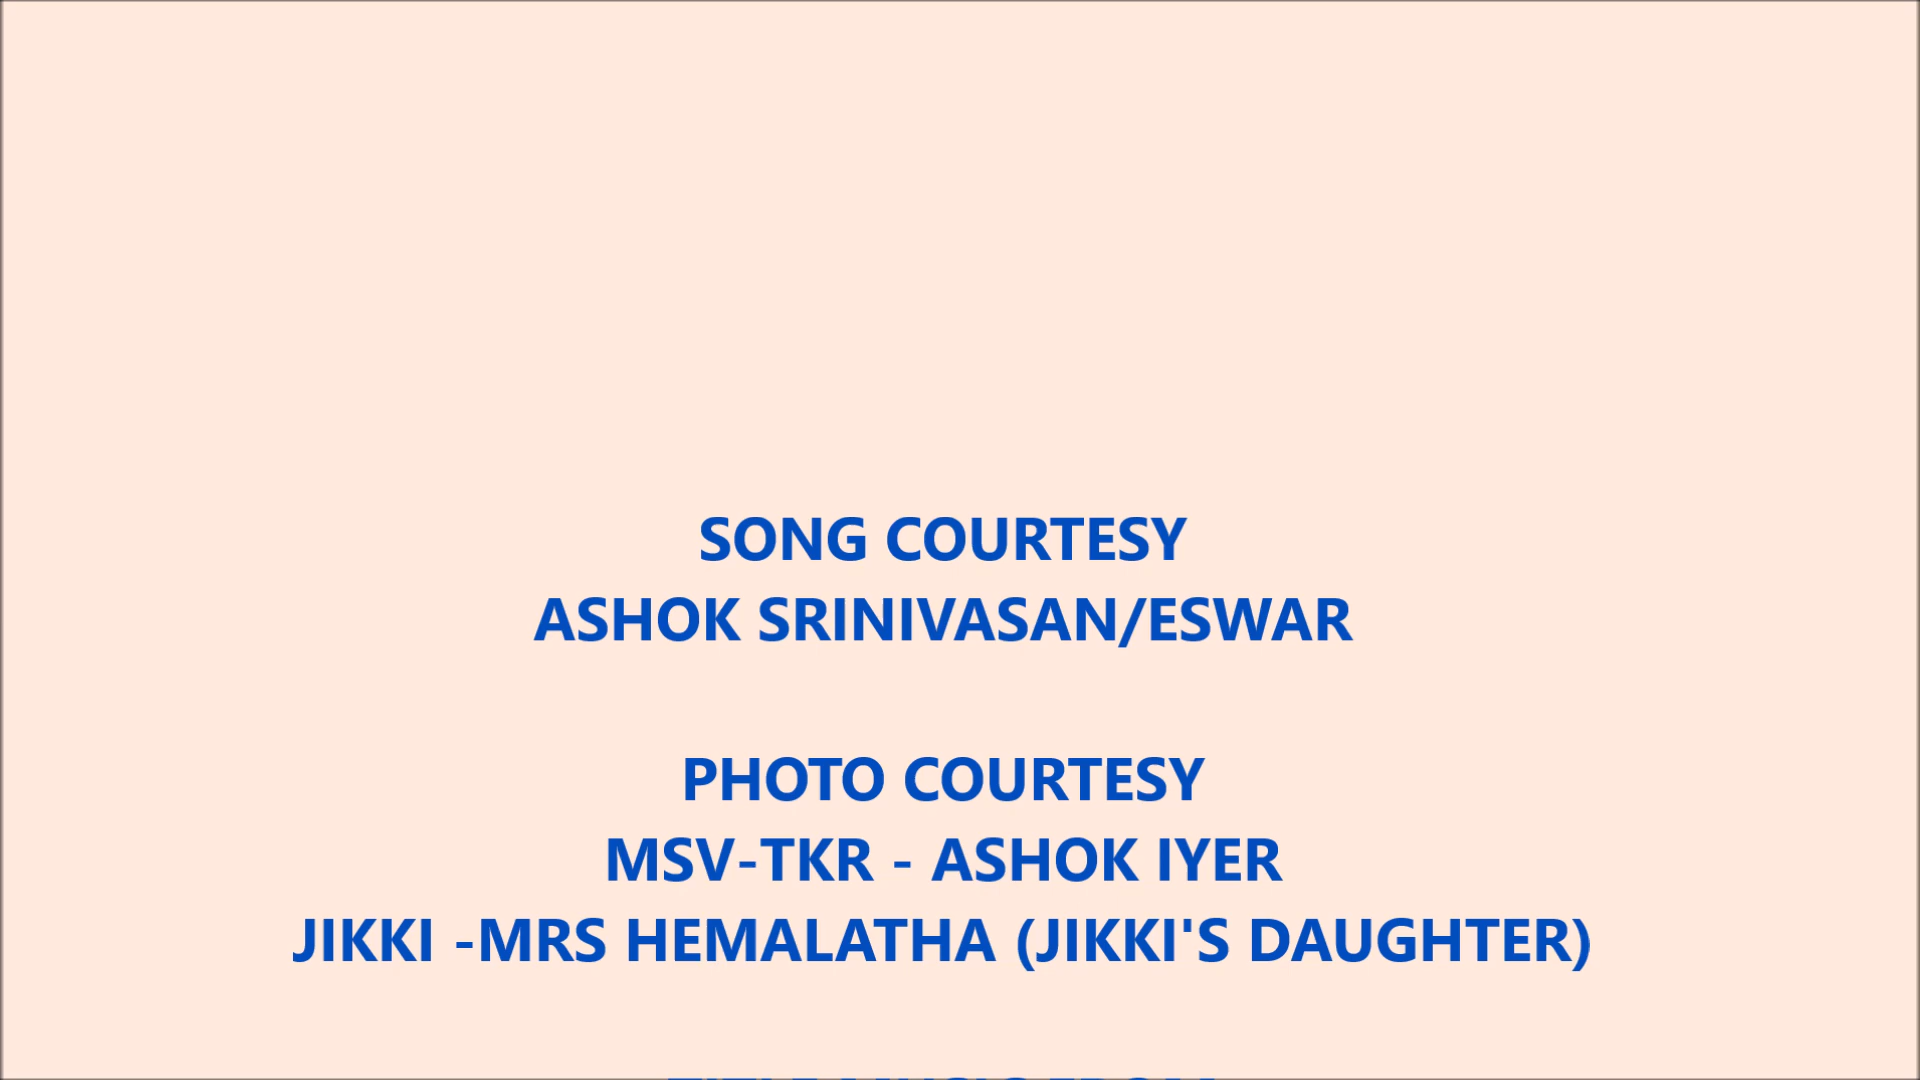 SONG COURTESY
ASHOK SRINIVASAN/ESWAR
PHOTO COURTESY
MSV-TKR - ASHOK IYER
JIKKI -MRS HEMALATHA (JIKKI'S DAUGHTER)